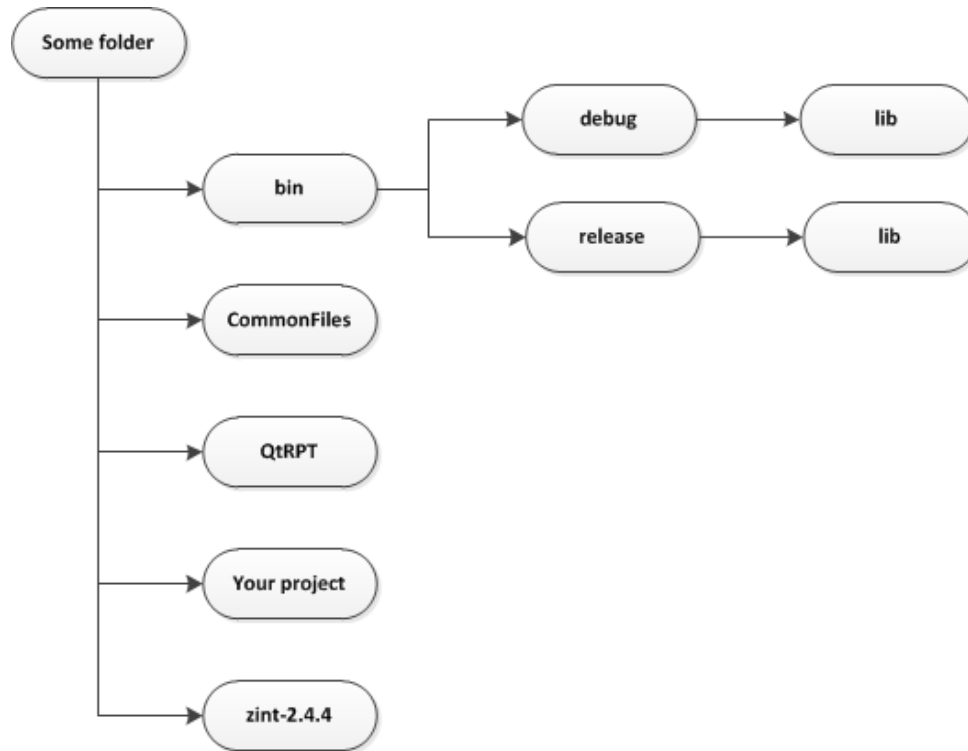 Some folder
debug
lib
bin
release
lib
CommonFiles
QtRPT
Your project
zint-2.4.4